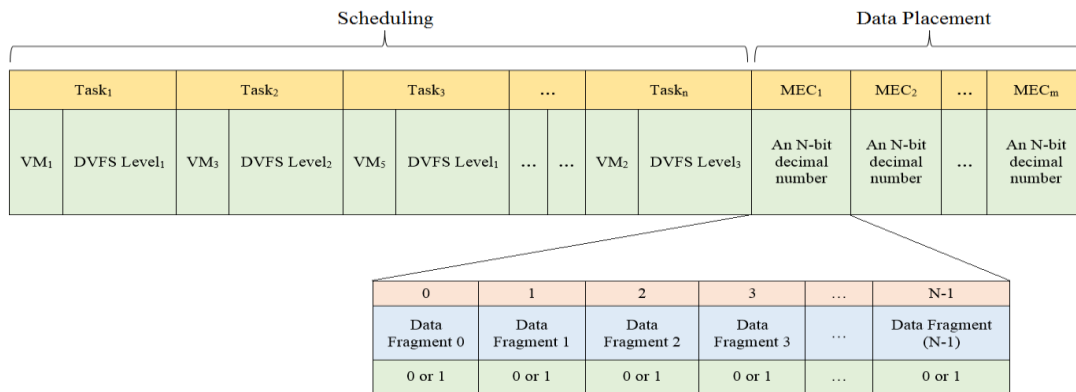 Scheduling Data Placement
Task₁ Task₂ Task₃ ... Taskₙ MEC₁ MEC₂ ... MECₘ
VM₁ DVFS Level₁ VM₃ DVFS Level₂ VM₅ DVFS Level₁ ... ... VM₂ DVFS Level₃ An N-bit An N-bit ... An N-bit
decimal decimal decimal
number number number
0 1 2 3 ... N-1
Data Data Data Data ... Data Fragment
Fragment 0 Fragment 1 Fragment 2 Fragment 3 (N-1)
0 or 1 0 or 1 0 or 1 0 or 1 ... 0 or 1